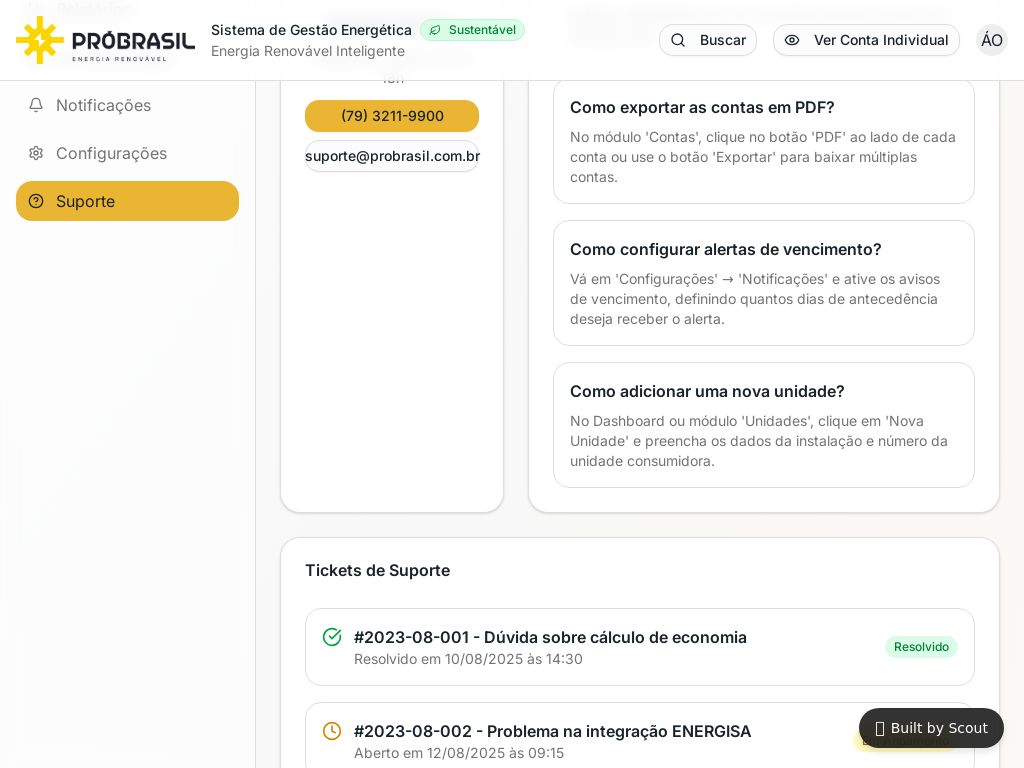 PRÓBRASIL
ENERGIA RENOVÁVEL
Sistema de Gestão Energética
Sustentável
Energia Renovável Inteligente
Buscar
Ver Conta Individual
ÁO
Notificações
Configurações
Suporte
(79) 3211-9900
suporte@probrasil.com.br
Como exportar as contas em PDF?
No módulo 'Contas', clique no botão 'PDF' ao lado de cada
conta ou use o botão 'Exportar' para baixar múltiplas
contas.
Como configurar alertas de vencimento?
Vá em 'Configurações' → 'Notificações' e ative os avisos
de vencimento, definindo quantos dias de antecedência
deseja receber o alerta.
Como adicionar uma nova unidade?
No Dashboard ou módulo 'Unidades', clique em 'Nova
Unidade' e preencha os dados da instalação e número da
unidade consumidora.
Tickets de Suporte
#2023-08-001 - Dúvida sobre cálculo de economia
Resolvido em 10/08/2025 às 14:30
Resolvido
#2023-08-002 - Problema na integração ENERGISA
Aberto em 12/08/2025 às 09:15
Built by Scout